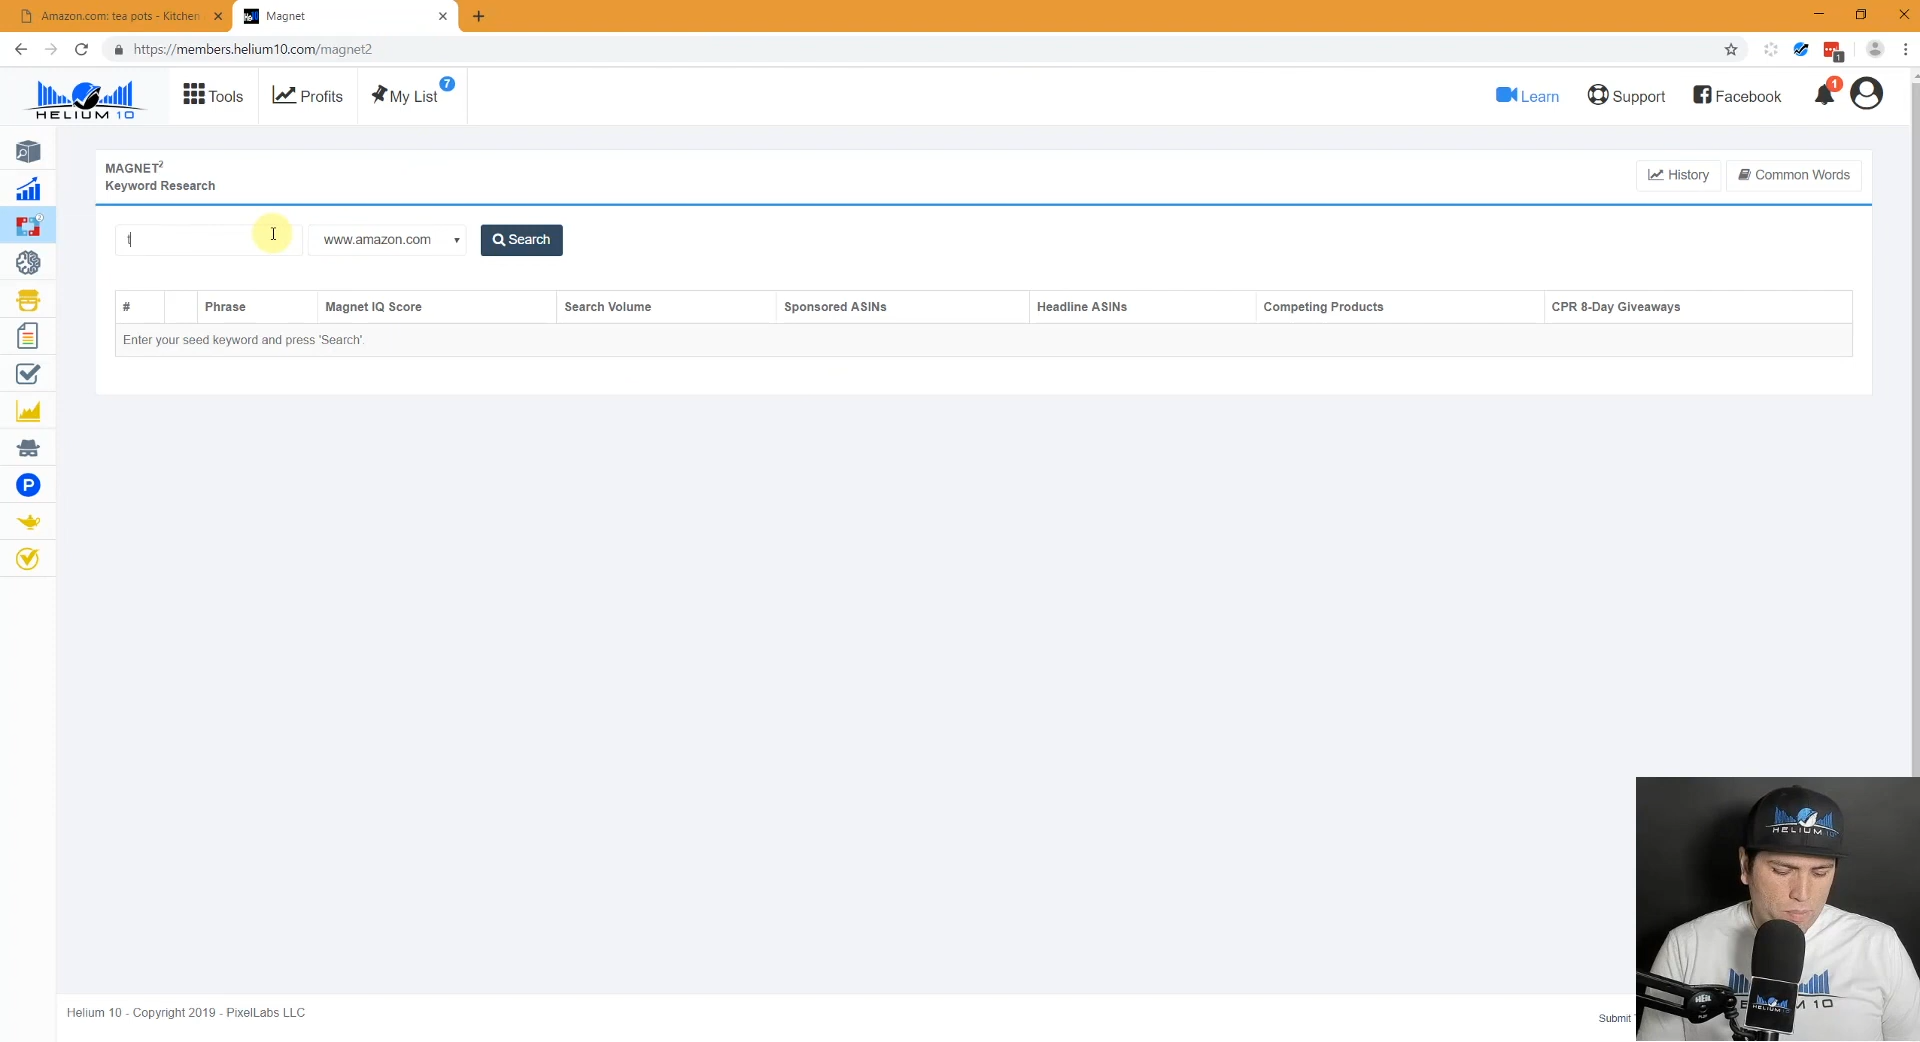 Amazon.com: tea pots - Kitchen
Magnet
https://members.helium10.com/magnet2
1
HELIUM 10
Tools
Profits
My List
7
Learn
Support
Facebook
1
MAGNET2
Keyword Research
History
Common Words
t
www.amazon.com
Search
# Phrase Magnet IQ Score Search Volume Sponsored ASINs Headline ASINs Competing Products CPR 8-Day Giveaways
Enter your seed keyword and press 'Search'.
P
HELIUM 10
HELIUM 10
Helium 10 - Copyright 2019 - PixelLabs LLC
Submit